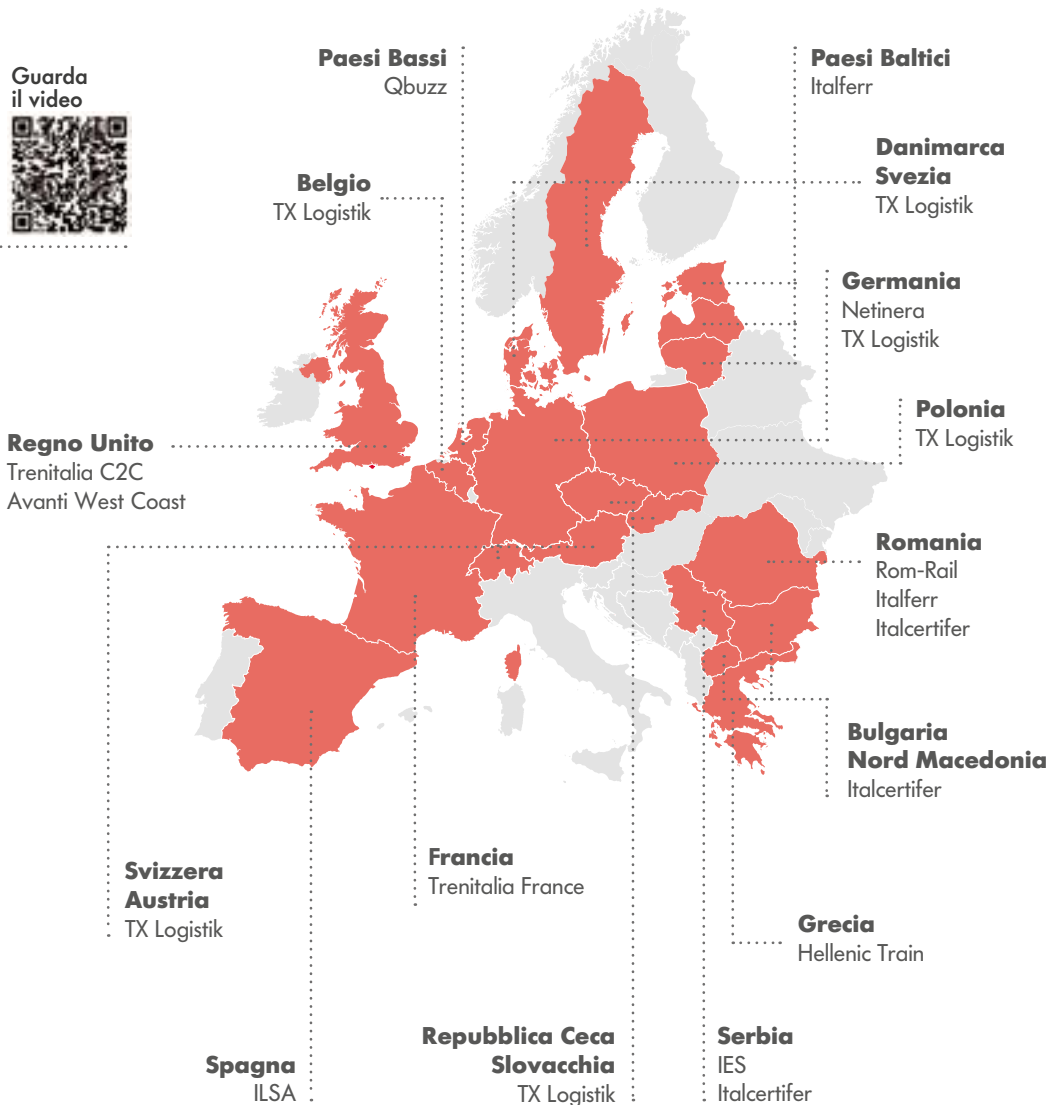 Guarda
il video
Paesi Bassi
Qbuzz
Paesi Baltici
Italferr
Danimarca
Svezia
TX Logistik
Belgio
TX Logistik
Germania
Netinera
TX Logistik
Polonia
TX Logistik
Regno Unito
Trenitalia C2C
Avanti West Coast
Romania
Rom-Rail
Italferr
Italcertifer
Bulgaria
Nord Macedonia
Italcertifer
Svizzera
Austria
TX Logistik
Francia
Trenitalia France
Grecia
Hellenic Train
Spagna
ILSA
Repubblica Ceca
Slovacchia
TX Logistik
Serbia
IES
Italcertifer